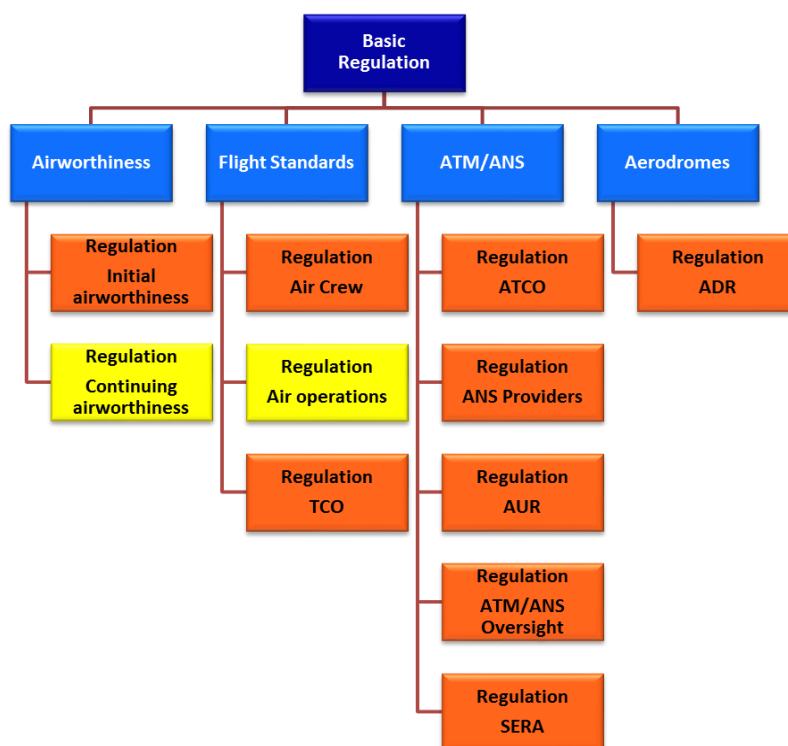 Basic
Regulation
Airworthiness
Flight Standards
ATM/ANS
Aerodromes
Regulation
Initial
airworthiness
Regulation
Continuing
airworthiness
Regulation
Air Crew
Regulation
Air operations
Regulation
TCO
Regulation
ATCO
Regulation
ANS Providers
Regulation
AUR
Regulation
ATM/ANS
Oversight
Regulation
SERA
Regulation
ADR